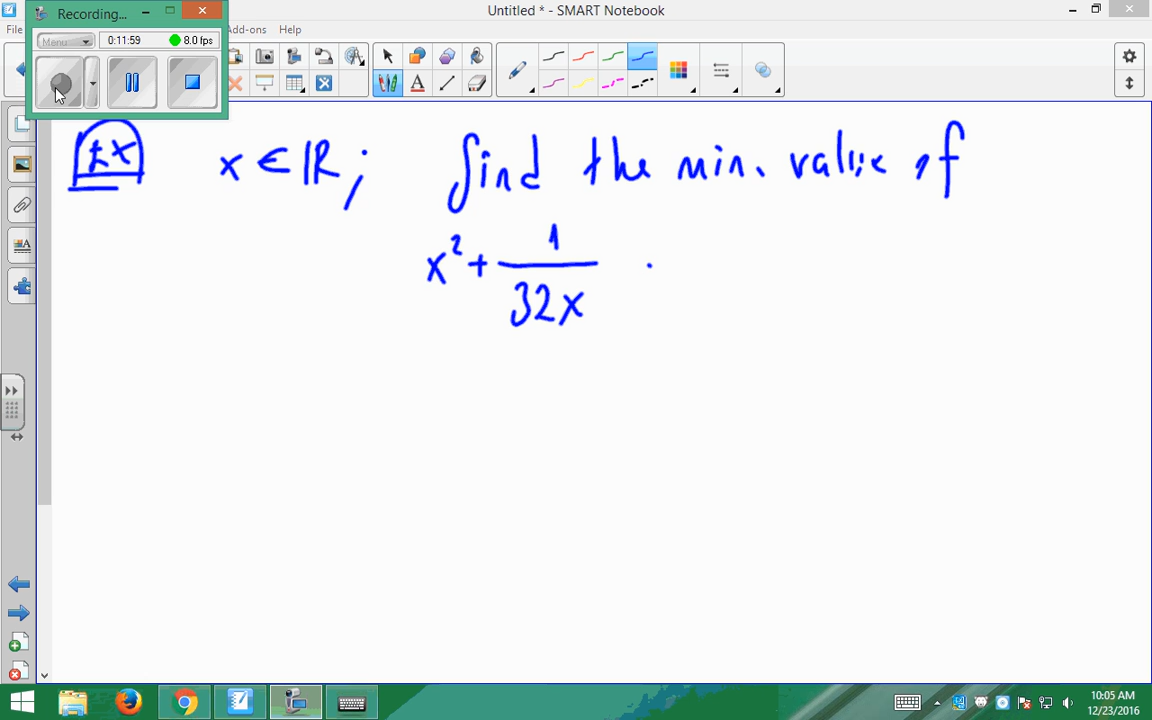 Untitled * - SMART Notebook
Recording...
File
Add-ons Help
Menu 0:11:59 8.0 fps
A
Ex x ∈ ℝ; find the min. value of
x² + 1/32x .
10:05 AM
12/23/2016